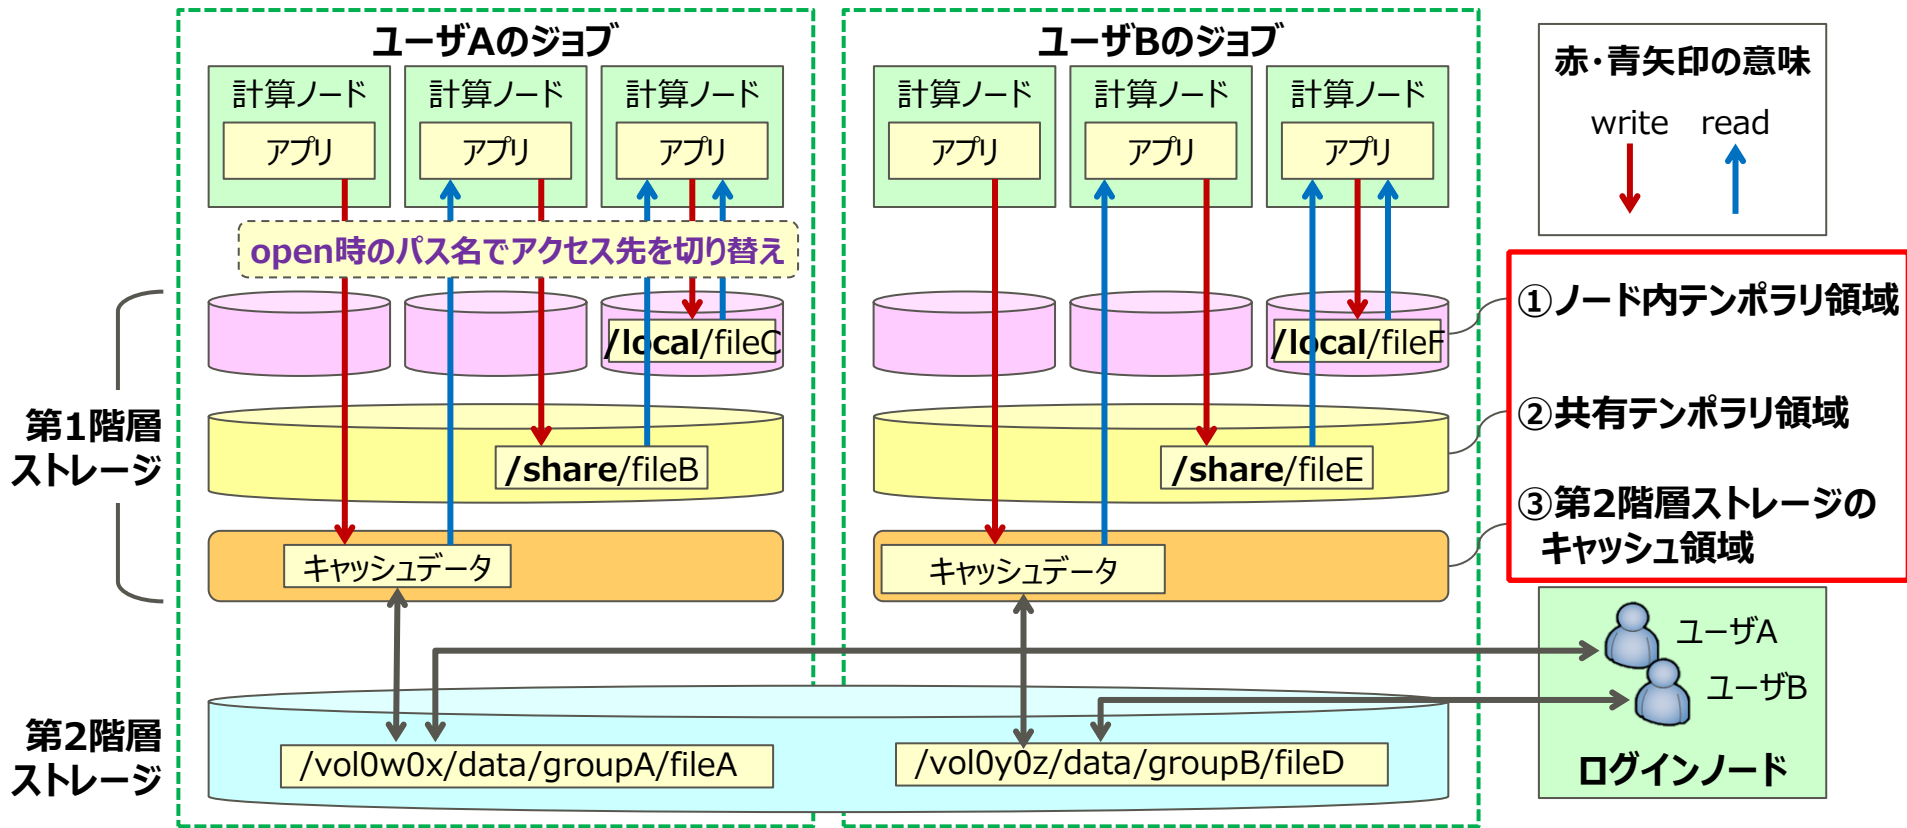 ユーザAのジョブ
計算ノード
計算ノード
計算ノード
アプリ
アプリ
アプリ
open時のパス名でアクセス先を切り替え
/local/fileC
/share/fileB
キャッシュデータ
ユーザBのジョブ
計算ノード
計算ノード
計算ノード
アプリ
アプリ
アプリ
/local/fileF
/share/fileE
キャッシュデータ
赤・青矢印の意味
write
read
①ノード内テンポラリ領域
②共有テンポラリ領域
③第2階層ストレージの
キャッシュ領域
第1階層
ストレージ
第2階層
ストレージ
/vol0w0x/data/groupA/fileA
/vol0y0z/data/groupB/fileD
ユーザA
ユーザB
ログインノード